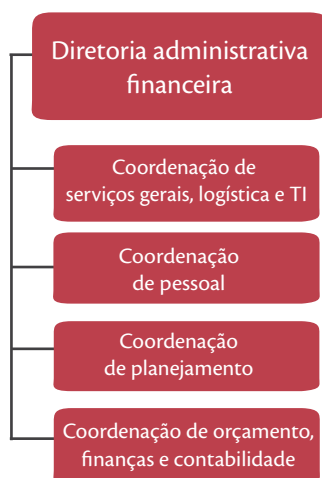 Diretoria administrativa
financeira
Coordenação de
serviços gerais, logística e TI
Coordenação
de pessoal
Coordenação
de planejamento
Coordenação de orçamento,
finanças e contabilidade